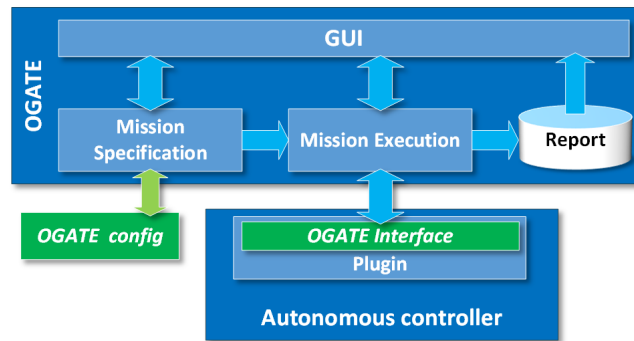 GUI
OGATE
Mission
Specification
Mission Execution
Report
OGATE config
OGATE Interface
Plugin
Autonomous controller